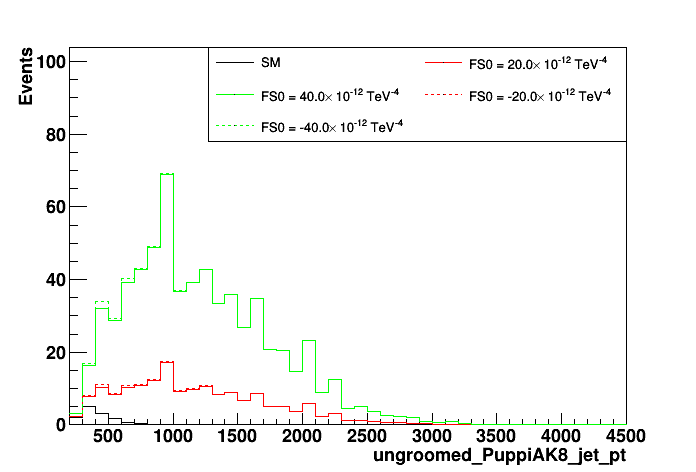 SM
FS0 = 20.0× 10⁻¹² TeV⁻⁴
FS0 = 40.0× 10⁻¹² TeV⁻⁴
FS0 = -20.0× 10⁻¹² TeV⁻⁴
FS0 = -40.0× 10⁻¹² TeV⁻⁴
Events
100
80
60
40
20
0
500 1000 1500 2000 2500 3000 3500 4000 4500
ungroomed_PuppiAK8_jet_pt